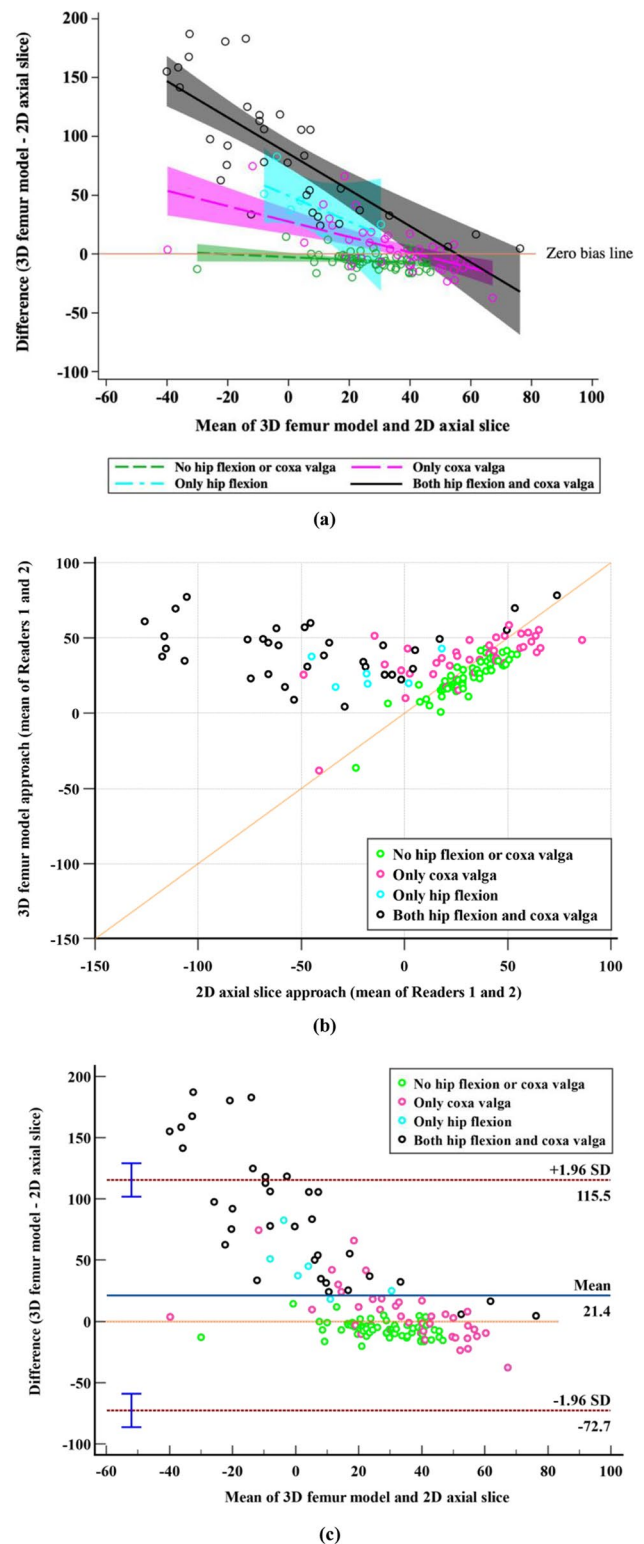 200
150
100
50
0
-50
-100
Difference (3D femur model - 2D axial slice)
Zero bias line
-60 -40 -20 0 20 40 60 80 100
Mean of 3D femur model and 2D axial slice
No hip flexion or coxa valga Only coxa valga
Only hip flexion Both hip flexion and coxa valga
(a)
100
50
0
-50
-100
-150
3D femur model approach (mean of Readers 1 and 2)
No hip flexion or coxa valga
Only coxa valga
Only hip flexion
Both hip flexion and coxa valga
-150 -100 -50 0 50 100
2D axial slice approach (mean of Readers 1 and 2)
(b)
200
150
100
50
0
-50
-100
Difference (3D femur model - 2D axial slice)
No hip flexion or coxa valga
Only coxa valga
Only hip flexion
Both hip flexion and coxa valga
+1.96 SD
115.5
Mean
21.4
-1.96 SD
-72.7
-60 -40 -20 0 20 40 60 80 100
Mean of 3D femur model and 2D axial slice
(c)